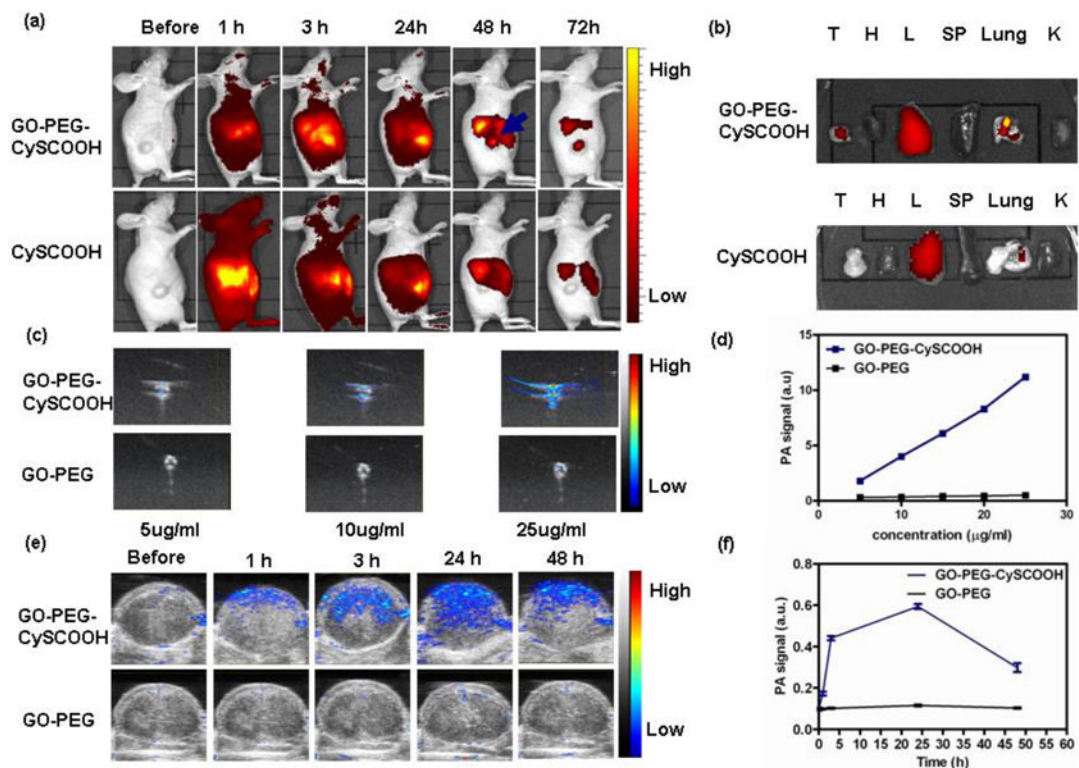 (a)
Before 1 h 3 h 24 h 48 h 72h
GO-PEG-
CySCOOH
CySCOOH
High
Low
(b)
T H L SP Lung K
GO-PEG-
CySCOOH
T H L SP Lung K
CySCOOH
(c)
GO-PEG-
CySCOOH
GO-PEG
5ug/ml 10ug/ml 25ug/ml
High
Low
(d)
GO-PEG-CySCOOH
GO-PEG
PA signal (a.u)
15
10
5
0
0 10 20 30
concentration (μg/ml)
(e)
Before 1 h 3 h 24 h 48 h
GO-PEG-
CySCOOH
GO-PEG
High
Low
(f)
GO-PEG-CySCOOH
GO-PEG
PA signal (a.u.)
0.8
0.6
0.4
0.2
0.0
0 5 10 15 20 25 30 35 40 45 50 55 60
Time (h)